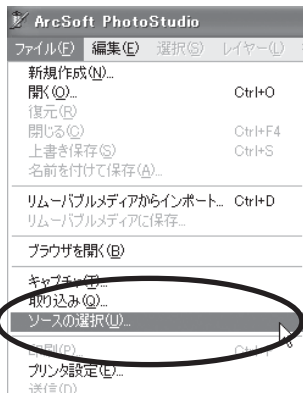 ArcSoft PhotoStudio
ファイル(F) 編集(E) 選択(S) レイヤー(L)
新規作成(N)...
開く(O)... Ctrl+O
復元(R)
閉じる(C) Ctrl+F4
上書き保存(S) Ctrl+S
名前を付けて保存(A)...
リムーバブルメディアからインポート... Ctrl+D
リムーバブルメディアに保存...
ブラウザを開く(B)
キャプチャ(T)...
取り込み(Q)...
ソースの選択(U)...
印刷(P)... Ctrl+P
プリンタ設定(E)...
送信(D)